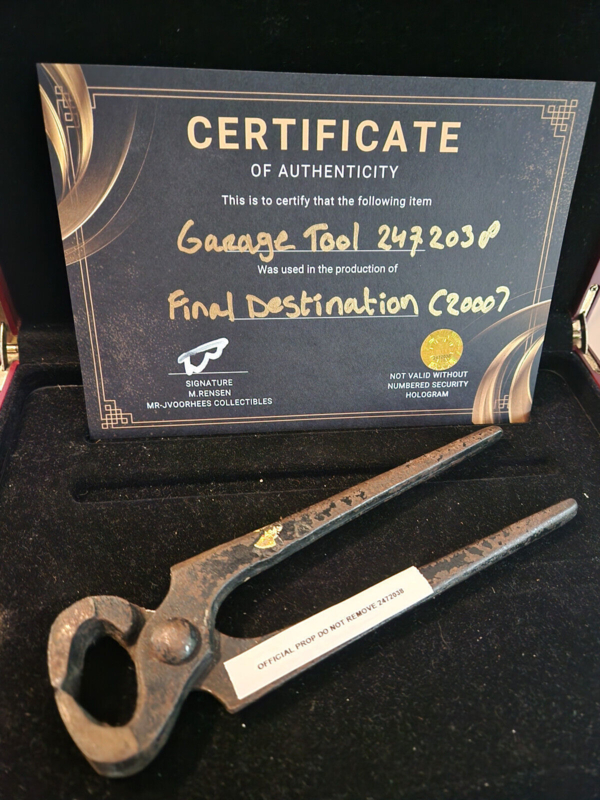 CERTIFICATE
OF AUTHENTICITY
This is to certify that the following item
Garage Tool 2472038
Was used in the production of
Final Destination (2000)
SIGNATURE
M.RENSEN
MR-JVOORHEES COLLECTIBLES
NOT VALID WITHOUT
NUMBERED SECURITY
HOLOGRAM
OFFICIAL PROP DO NOT REMOVE 2472038